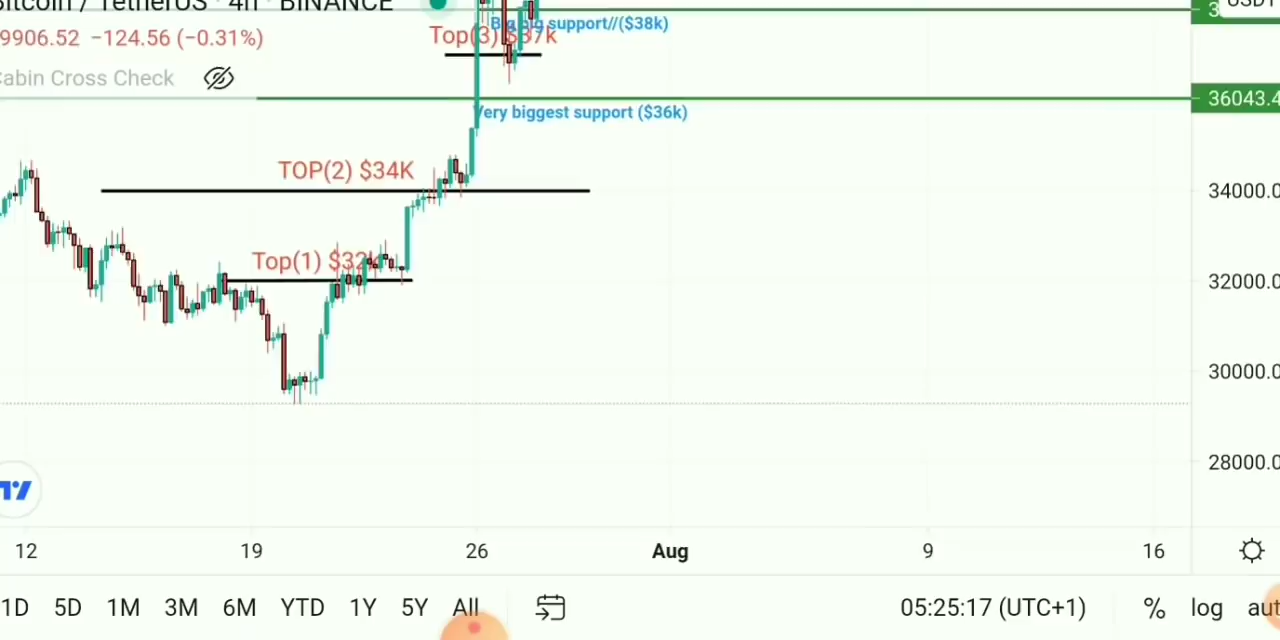 Bitcoin / TetherUS · 4h · BINANCE
9906.52 −124.56 (−0.31%)
Cabin Cross Check
USDT
Big big support//($38k)
Top(3) $37k
36043.4
Very biggest support ($36k)
TOP(2) $34K
34000.0
Top(1) $32k
32000.0
30000.0
28000.0
12 19 26 Aug 9 16
1D 5D 1M 3M 6M YTD 1Y 5Y All
05:25:17 (UTC+1) % log aut